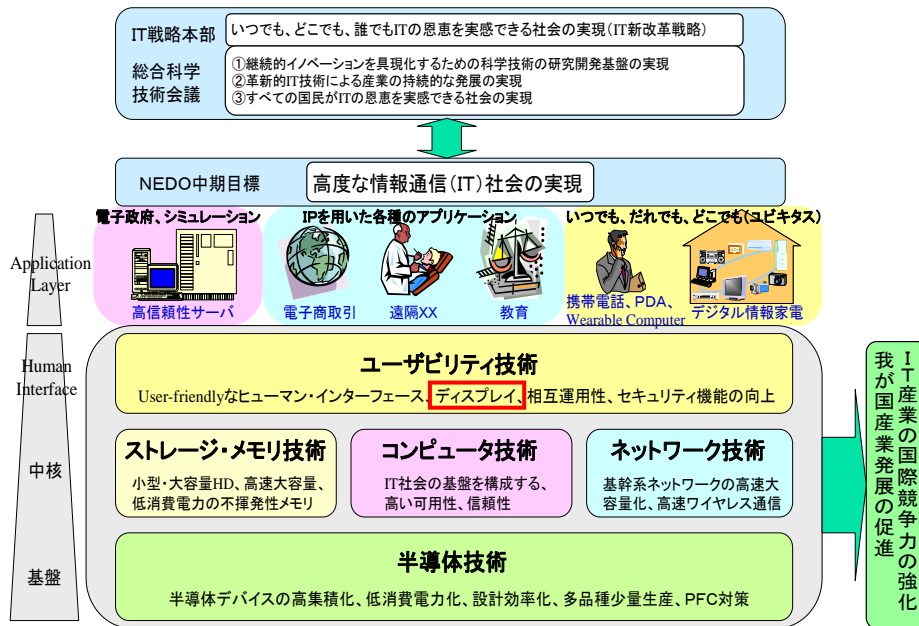 IT戦略本部
いつでも、どこでも、誰でもITの恩恵を実感できる社会の実現(IT新改革戦略)
総合科学
技術会議
①継続的イノベーションを具現化するための科学技術の研究開発基盤の実現
②革新的IT技術による産業の持続的な発展の実現
③すべての国民がITの恩恵を実感できる社会の実現
NEDO中期目標
高度な情報通信(IT)社会の実現
Application
Layer
電子政府、シミュレーション
高信頼性サーバ
IPを用いた各種のアプリケーション
電子商取引
遠隔XX
教育
いつでも、だれでも、どこでも(ユビキタス)
携帯電話、PDA、
Wearable Computer
デジタル情報家電
Human
Interface
ユーザビリティ技術
User-friendlyなヒューマン・インターフェース、ディスプレイ、相互運用性、セキュリティ機能の向上
中核
ストレージ・メモリ技術
小型・大容量HD、高速大容量、
低消費電力の不揮発性メモリ
コンピュータ技術
IT社会の基盤を構成する、
高い可用性、信頼性
ネットワーク技術
基幹系ネットワークの高速大
容量化、高速ワイヤレス通信
基盤
半導体技術
半導体デバイスの高集積化、低消費電力化、設計効率化、多品種少量生産、PFC対策
IT産業の国際競争力の強化
我が国産業発展の促進